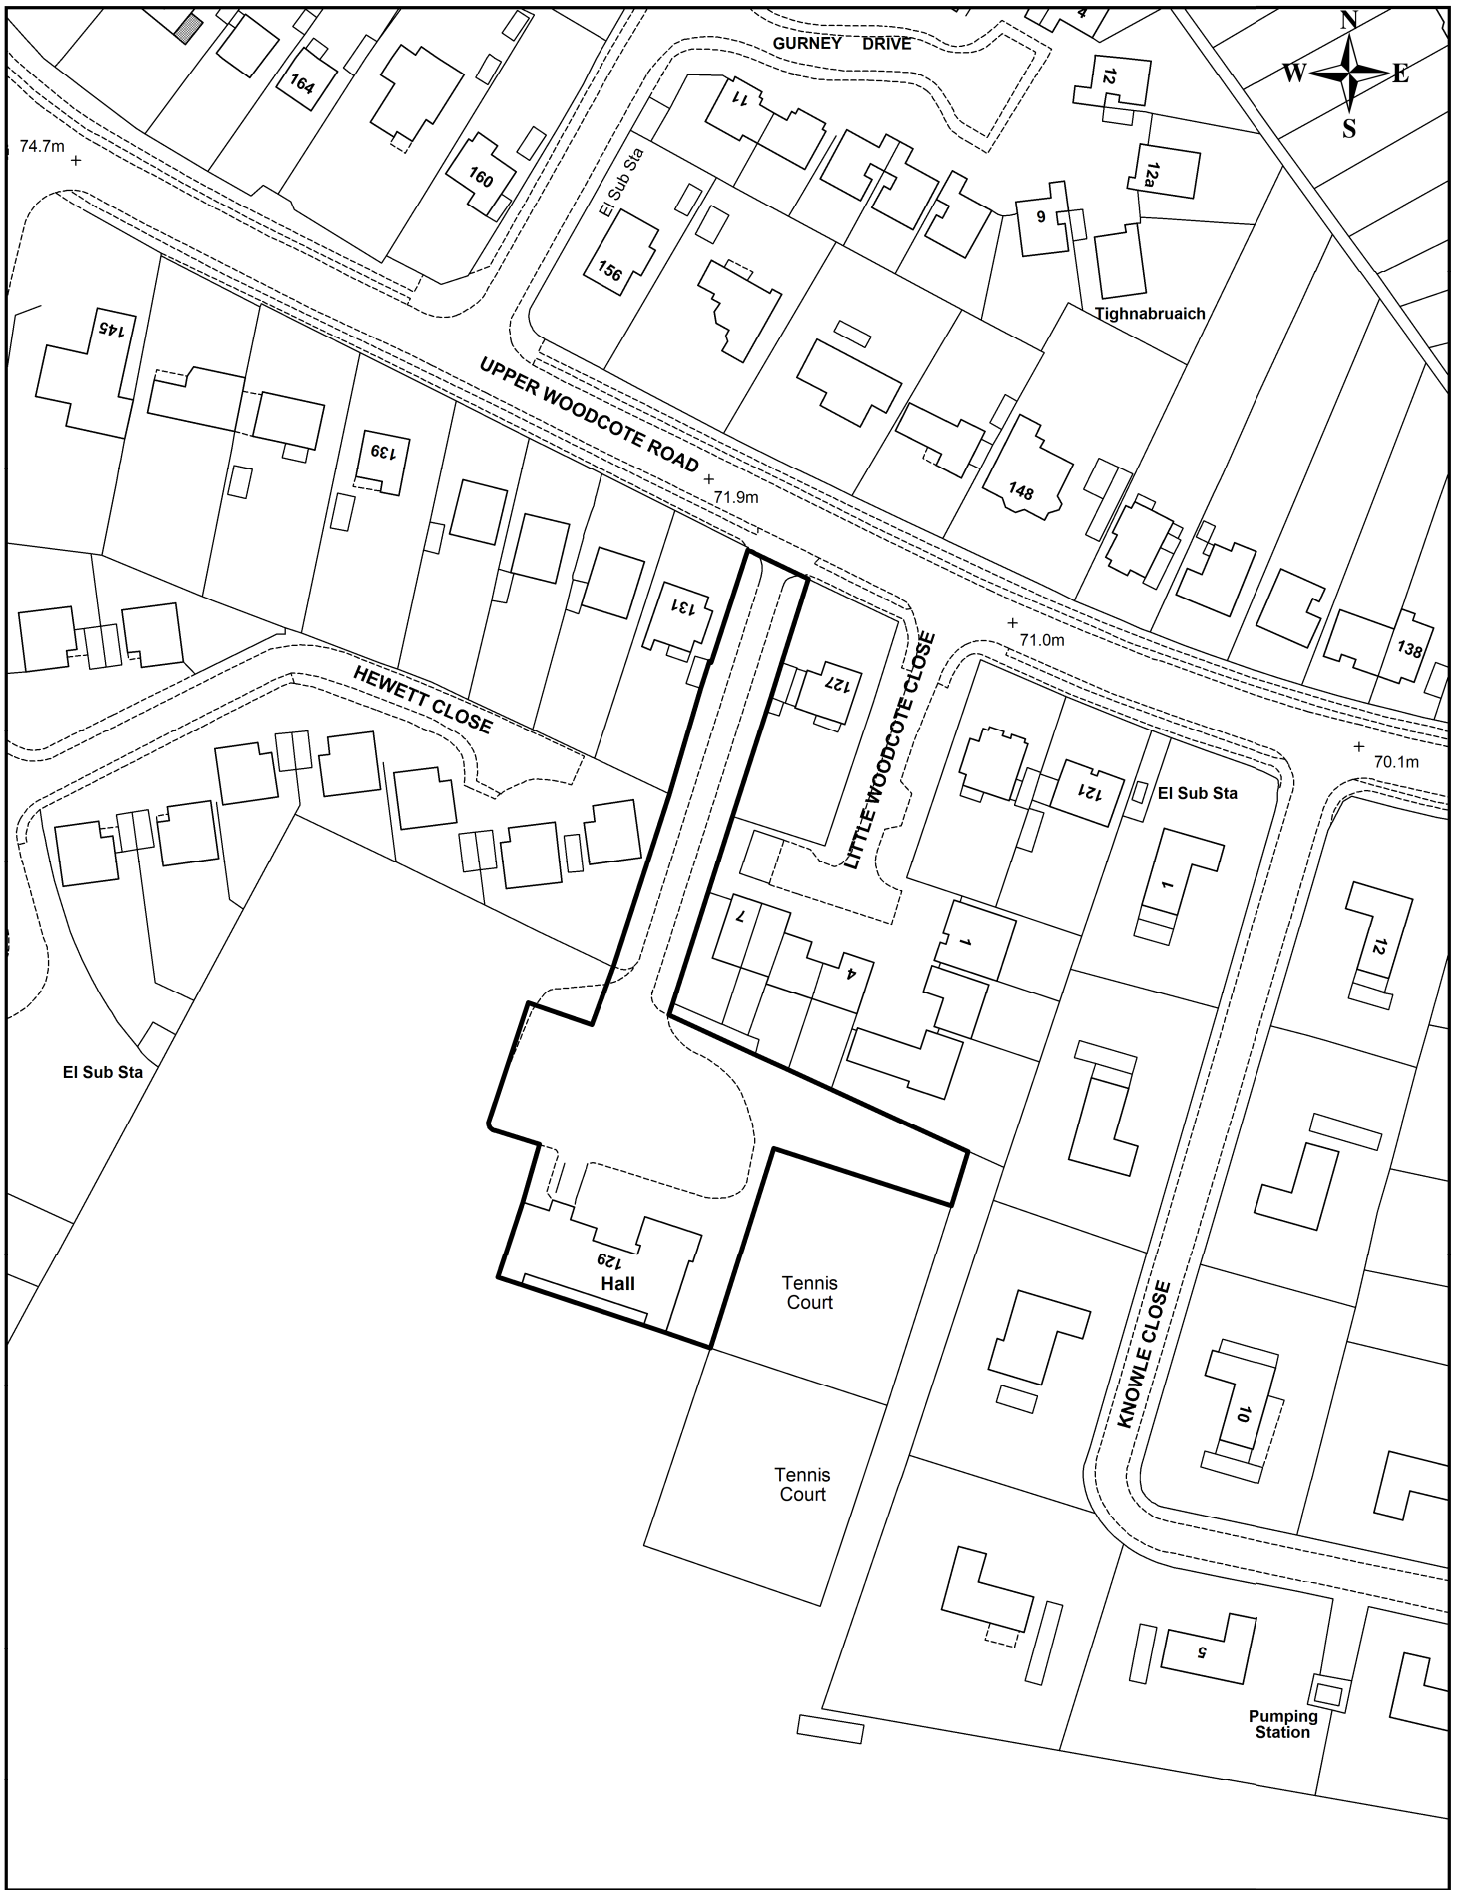 4
N
GURNEY DRIVE
W E
S
164
11
12
74.7m
160
El Sub Sta
12a
9
156
Tighnabruaich
145
UPPER WOODCOTE ROAD
139
71.9m
148
131
71.0m
138
HEWETT CLOSE
127
LITTLE WOODCOTE CLOSE
70.1m
121
El Sub Sta
1
7
1
12
4
El Sub Sta
129
Hall
Tennis
Court
KNOWLE CLOSE
10
Tennis
Court
5
Pumping
Station